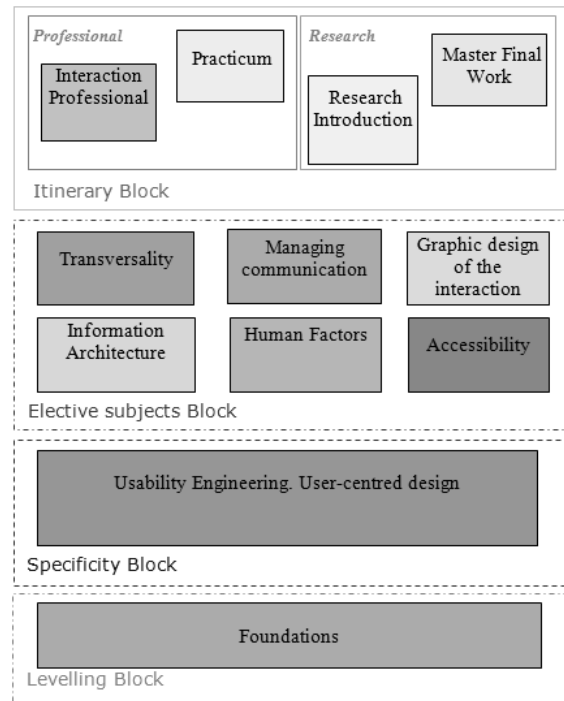 Professional
Interaction
Professional
Practicum
Research
Research
Introduction
Master Final
Work
Itinerary Block
Transversality
Managing
communication
Graphic design
of the
interaction
Information
Architecture
Human Factors
Accessibility
Elective subjects Block
Usability Engineering. User-centred design
Specificity Block
Foundations
Levelling Block